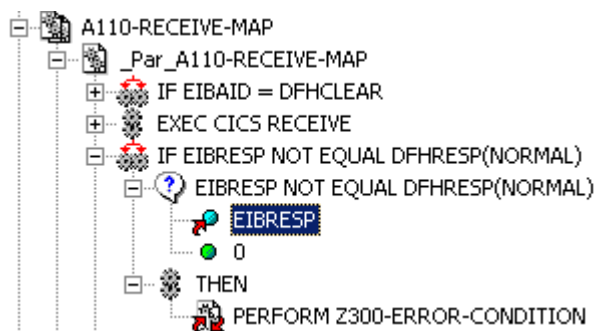 A110-RECEIVE-MAP
_Par_A110-RECEIVE-MAP
IF EIBAID = DFHCLEAR
EXEC CICS RECEIVE
IF EIBRESP NOT EQUAL DFHRESP(NORMAL)
EIBRESP NOT EQUAL DFHRESP(NORMAL)
EIBRESP
0
THEN
PERFORM Z300-ERROR-CONDITION